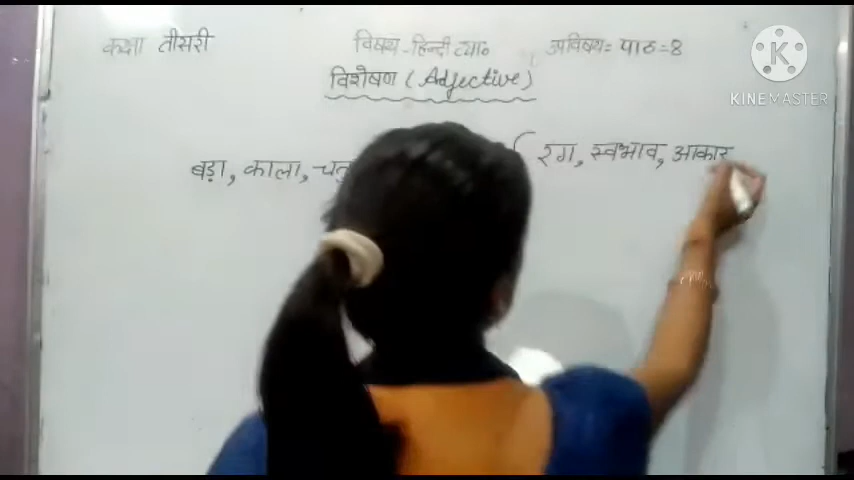 कक्षा तीसरी विषय-हिन्दी व्या० उपविषय= पाठ=8
विशेषण (Adjective)
बड़ा, काला, ( रंग, स्वभाव, आकार
KINEMASTER